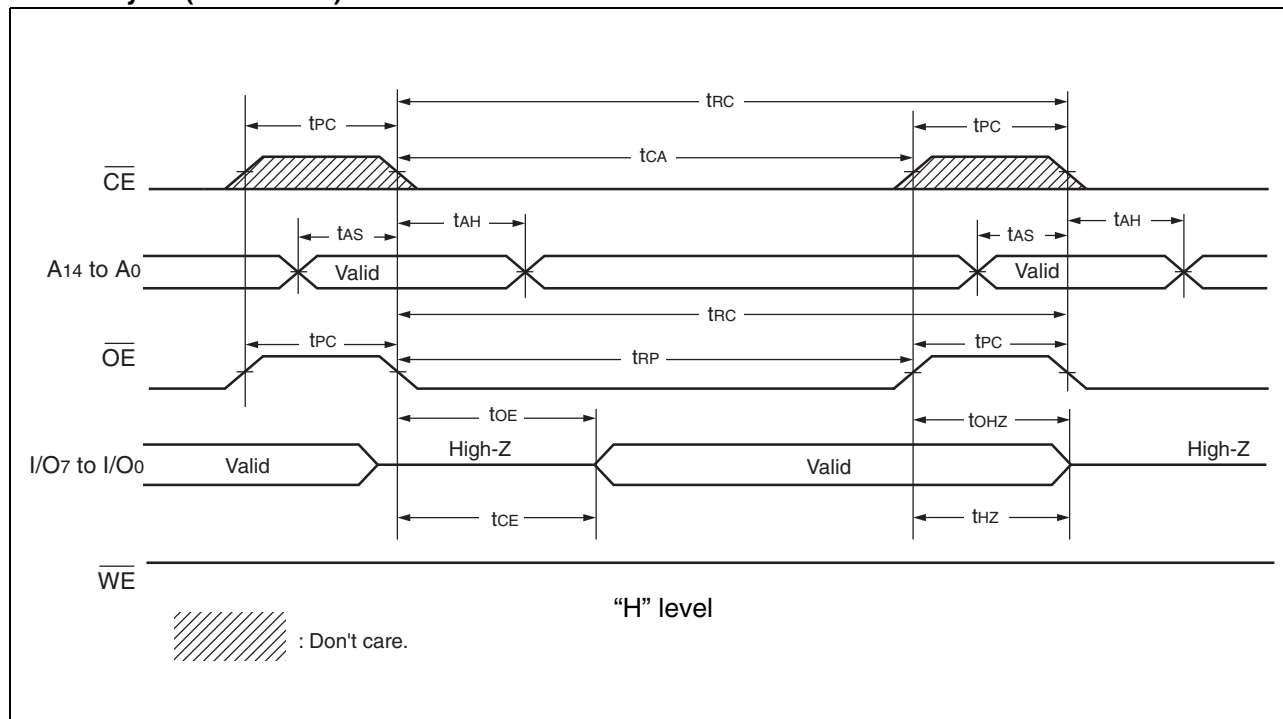 tRC
tPC
tPC
tCA
CE
tAS
tAH
tAS
tAH
A14 to A0
Valid
Valid
tRC
tPC
tPC
OE
tRP
tOE
tOHZ
I/O7 to I/O0
Valid
High-Z
Valid
High-Z
tCE
tHZ
WE
“H” level
: Don't care.